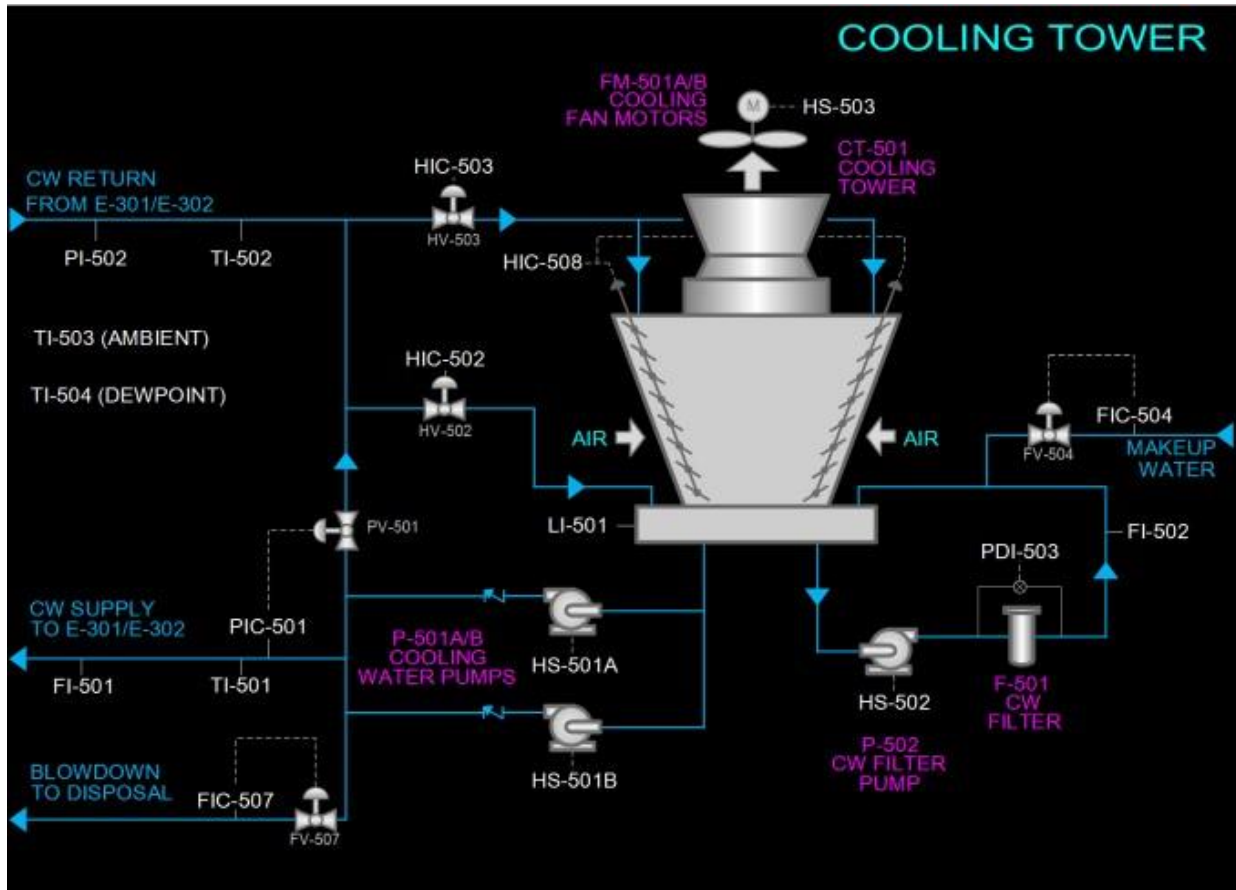 COOLING TOWER
FM-501A/B
COOLING
FAN MOTORS
M
HS-503
CT-501
COOLING
TOWER
HIC-503
CW RETURN
FROM E-301/E-302
HV-503
PI-502
TI-502
HIC-508
TI-503 (AMBIENT)
HIC-502
TI-504 (DEWPOINT)
HV-502
FIC-504
AIR
AIR
FV-504
MAKEUP
WATER
PV-501
LI-501
FI-502
PDI-503
CW SUPPLY
TO E-301/E-302
PIC-501
P-501A/B
COOLING
WATER PUMPS
HS-501A
FI-501
TI-501
HS-502
F-501
CW
FILTER
P-502
CW FILTER
PUMP
HS-501B
BLOWDOWN
TO DISPOSAL
FIC-507
FV-507